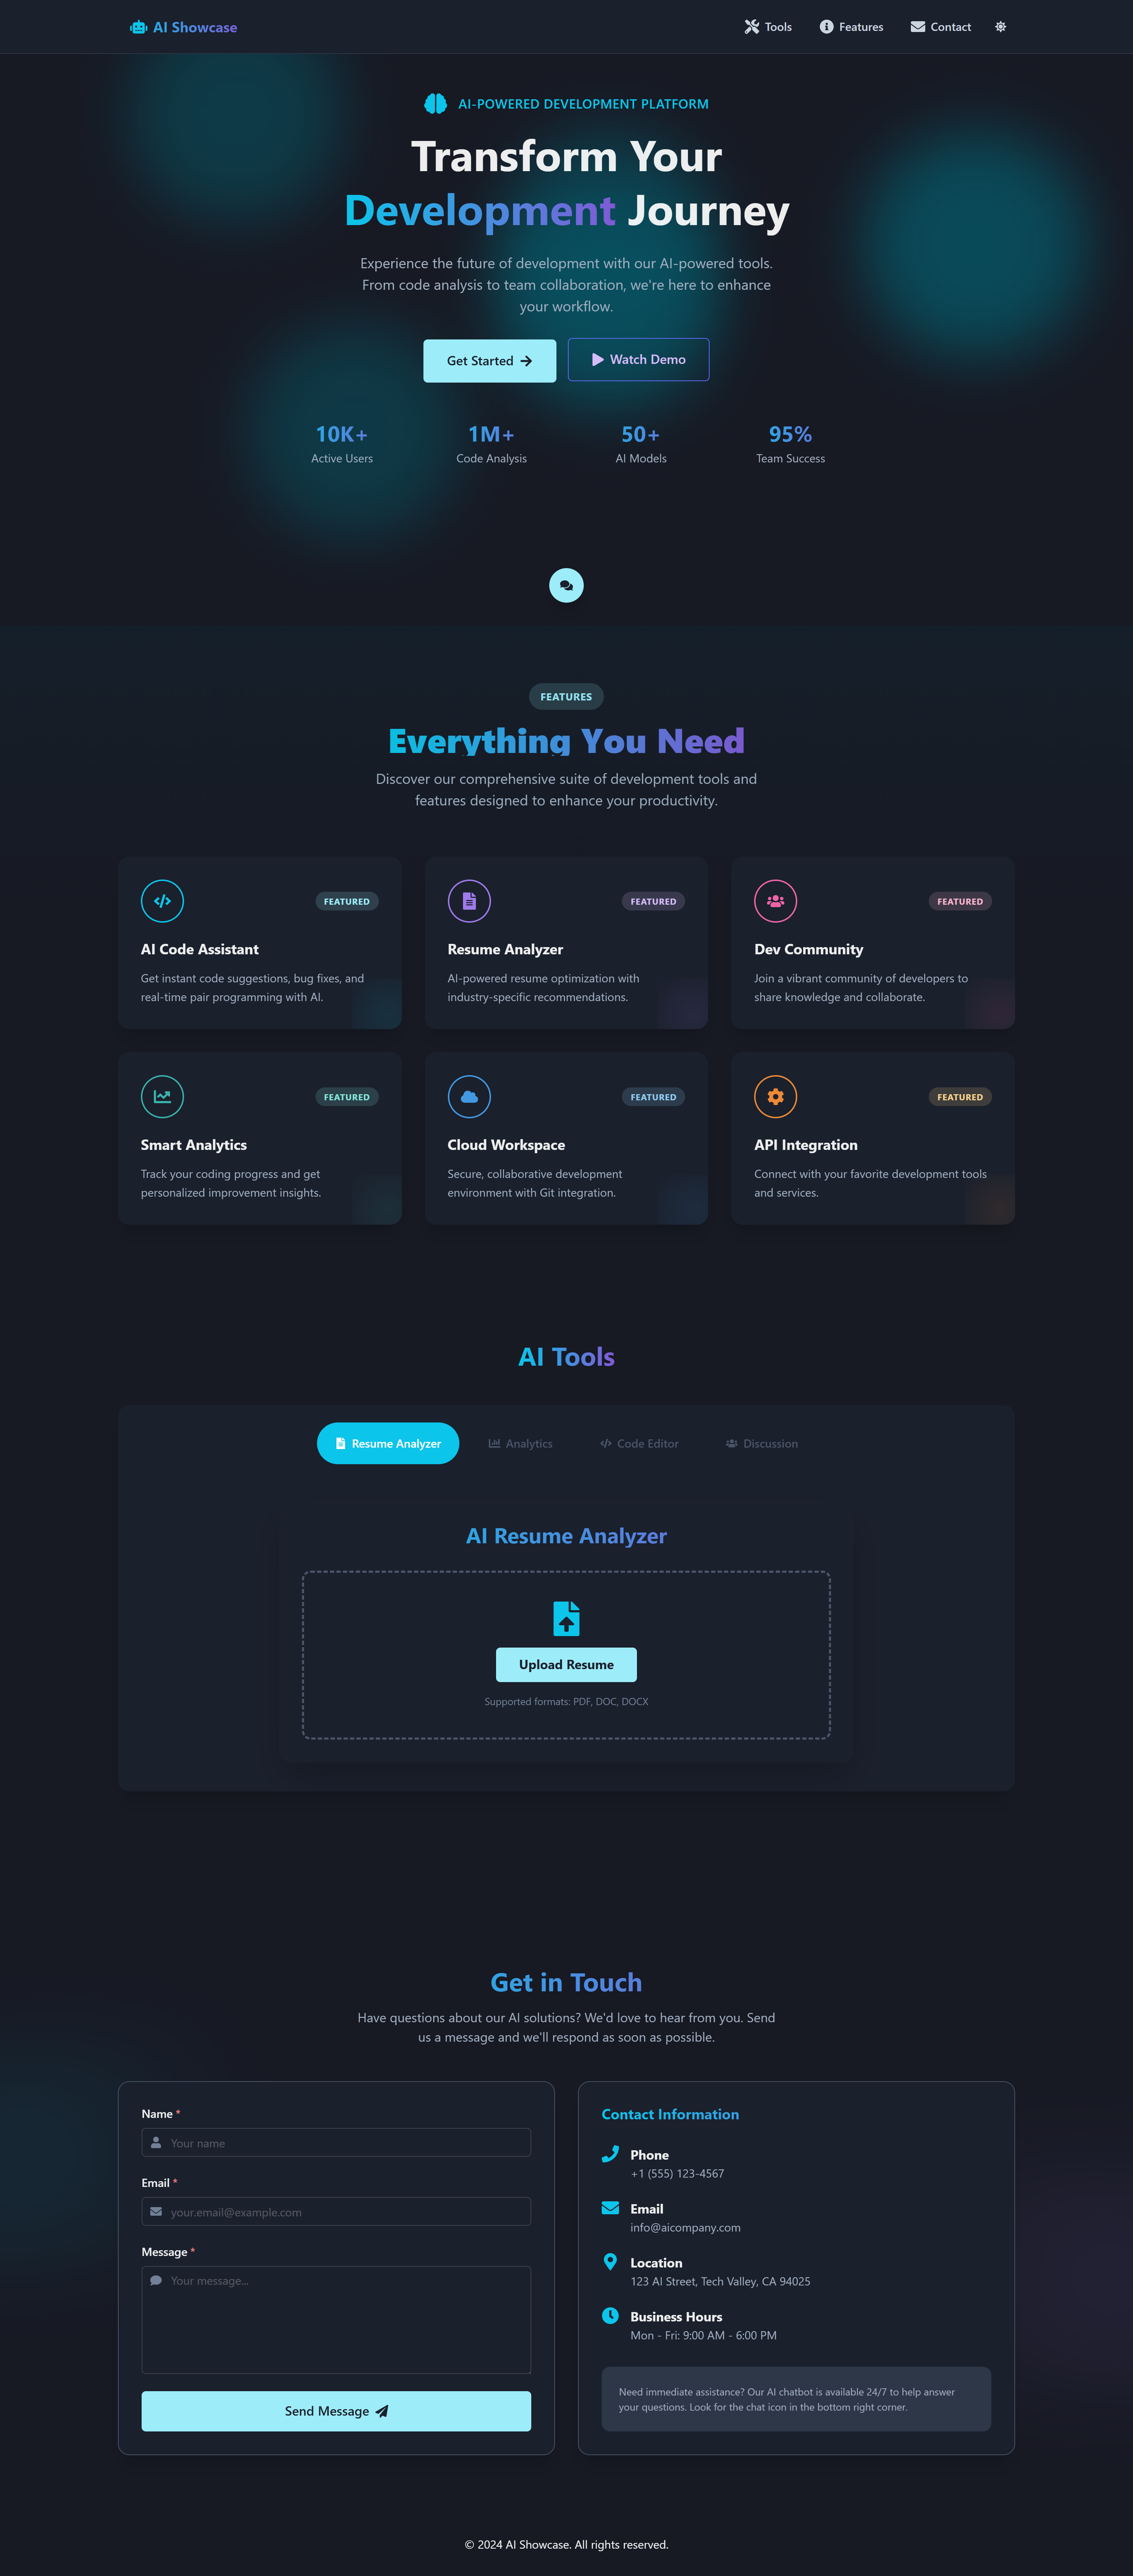 AI Showcase
Tools
Features
Contact
AI-POWERED DEVELOPMENT PLATFORM
Transform Your
Development Journey
Experience the future of development with our AI-powered tools.
From code analysis to team collaboration, we're here to enhance
your workflow.
Get Started
Watch Demo
10K+
Active Users
1M+
Code Analysis
50+
AI Models
95%
Team Success
FEATURES
Everything You Need
Discover our comprehensive suite of development tools and
features designed to enhance your productivity.
FEATURED
AI Code Assistant
Get instant code suggestions, bug fixes, and
real-time pair programming with AI.
FEATURED
Resume Analyzer
AI-powered resume optimization with
industry-specific recommendations.
FEATURED
Dev Community
Join a vibrant community of developers to
share knowledge and collaborate.
FEATURED
Smart Analytics
Track your coding progress and get
personalized improvement insights.
FEATURED
Cloud Workspace
Secure, collaborative development
environment with Git integration.
FEATURED
API Integration
Connect with your favorite development tools
and services.
AI Tools
Resume Analyzer
Analytics
Code Editor
Discussion
AI Resume Analyzer
Upload Resume
Supported formats: PDF, DOC, DOCX
Get in Touch
Have questions about our AI solutions? We'd love to hear from you. Send
us a message and we'll respond as soon as possible.
Name *
Your name
Email *
your.email@example.com
Message *
Your message...
Send Message
Contact Information
Phone
+1 (555) 123-4567
Email
info@aicompany.com
Location
123 AI Street, Tech Valley, CA 94025
Business Hours
Mon - Fri: 9:00 AM - 6:00 PM
Need immediate assistance? Our AI chatbot is available 24/7 to help answer
your questions. Look for the chat icon in the bottom right corner.
© 2024 AI Showcase. All rights reserved.